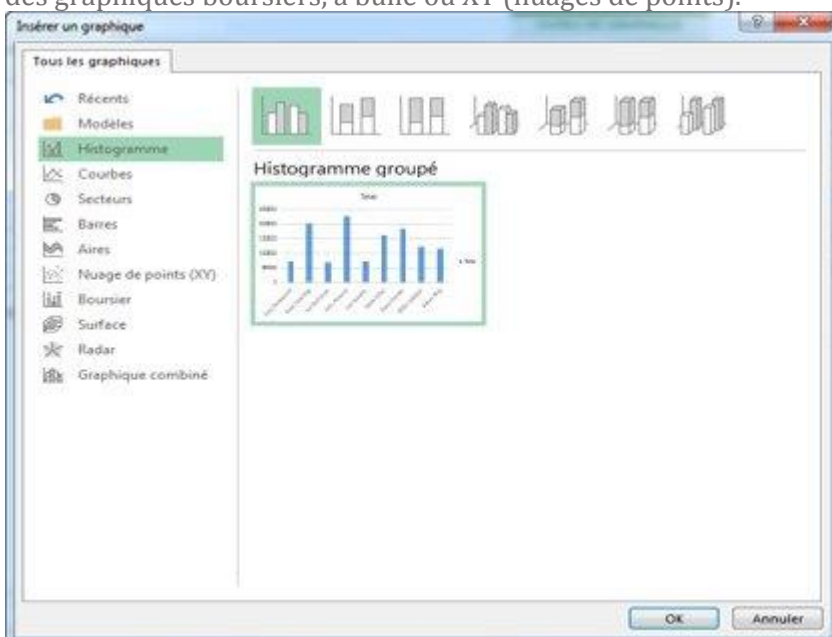 des graphiques boursiers, à bulle ou XY (nuages de points).
Insérer un graphique
Tous les graphiques
Récents
Modèles
Histogramme
Courbes
Secteurs
Barres
Aires
Nuage de points (XY)
Boursier
Surface
Radar
Graphique combiné
Histogramme groupé
OK
Annuler